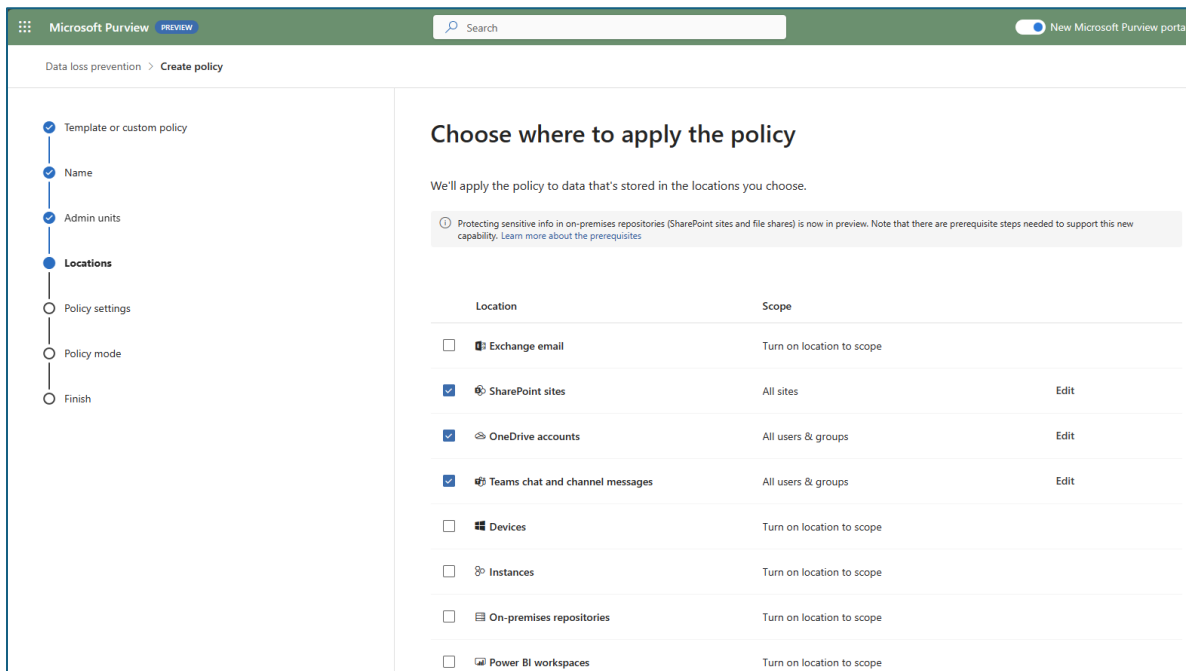 Microsoft Purview PREVIEW
Search
New Microsoft Purview porta
Data loss prevention > Create policy
Template or custom policy
Name
Admin units
Locations
Policy settings
Policy mode
Finish
Choose where to apply the policy
We'll apply the policy to data that's stored in the locations you choose.
Protecting sensitive info in on-premises repositories (SharePoint sites and file shares) is now in preview. Note that there are prerequisite steps needed to support this new
capability. Learn more about the prerequisites
Location Scope
Exchange email Turn on location to scope
SharePoint sites All sites Edit
OneDrive accounts All users & groups Edit
Teams chat and channel messages All users & groups Edit
Devices Turn on location to scope
Instances Turn on location to scope
On-premises repositories Turn on location to scope
Power BI workspaces Turn on location to scope